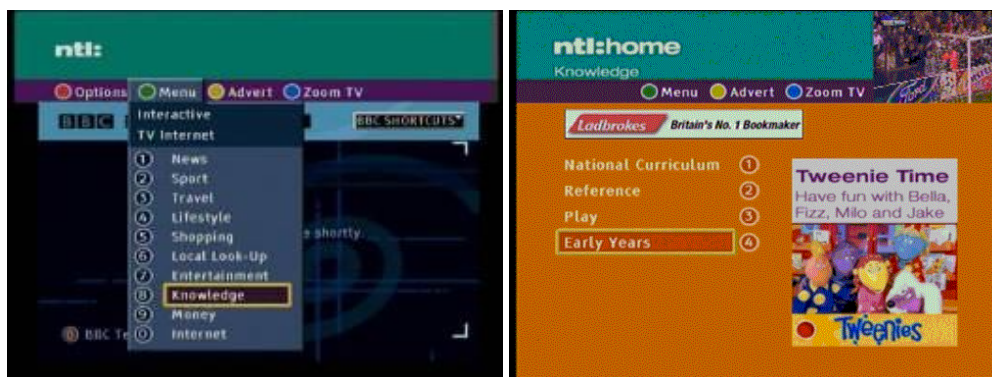 ntl:
Options Menu Advert Zoom TV
BBC
BBC SHORTCUTS
Interactive
TV Internet
1 News
2 Sport
3 Travel
4 Lifestyle
5 Shopping
e shortly.
6 Local Look-Up
7 Entertainment
8 Knowledge
9 Money
0 BBC Te
0 Internet
ntl:home
Knowledge
Menu Advert Zoom TV
Ladbrokes Britain's No. 1 Bookmaker
National Curriculum 1
Reference 2
Play 3
Early Years 4
Tweenie Time
Have fun with Bella,
Fizz, Milo and Jake
Tweenies